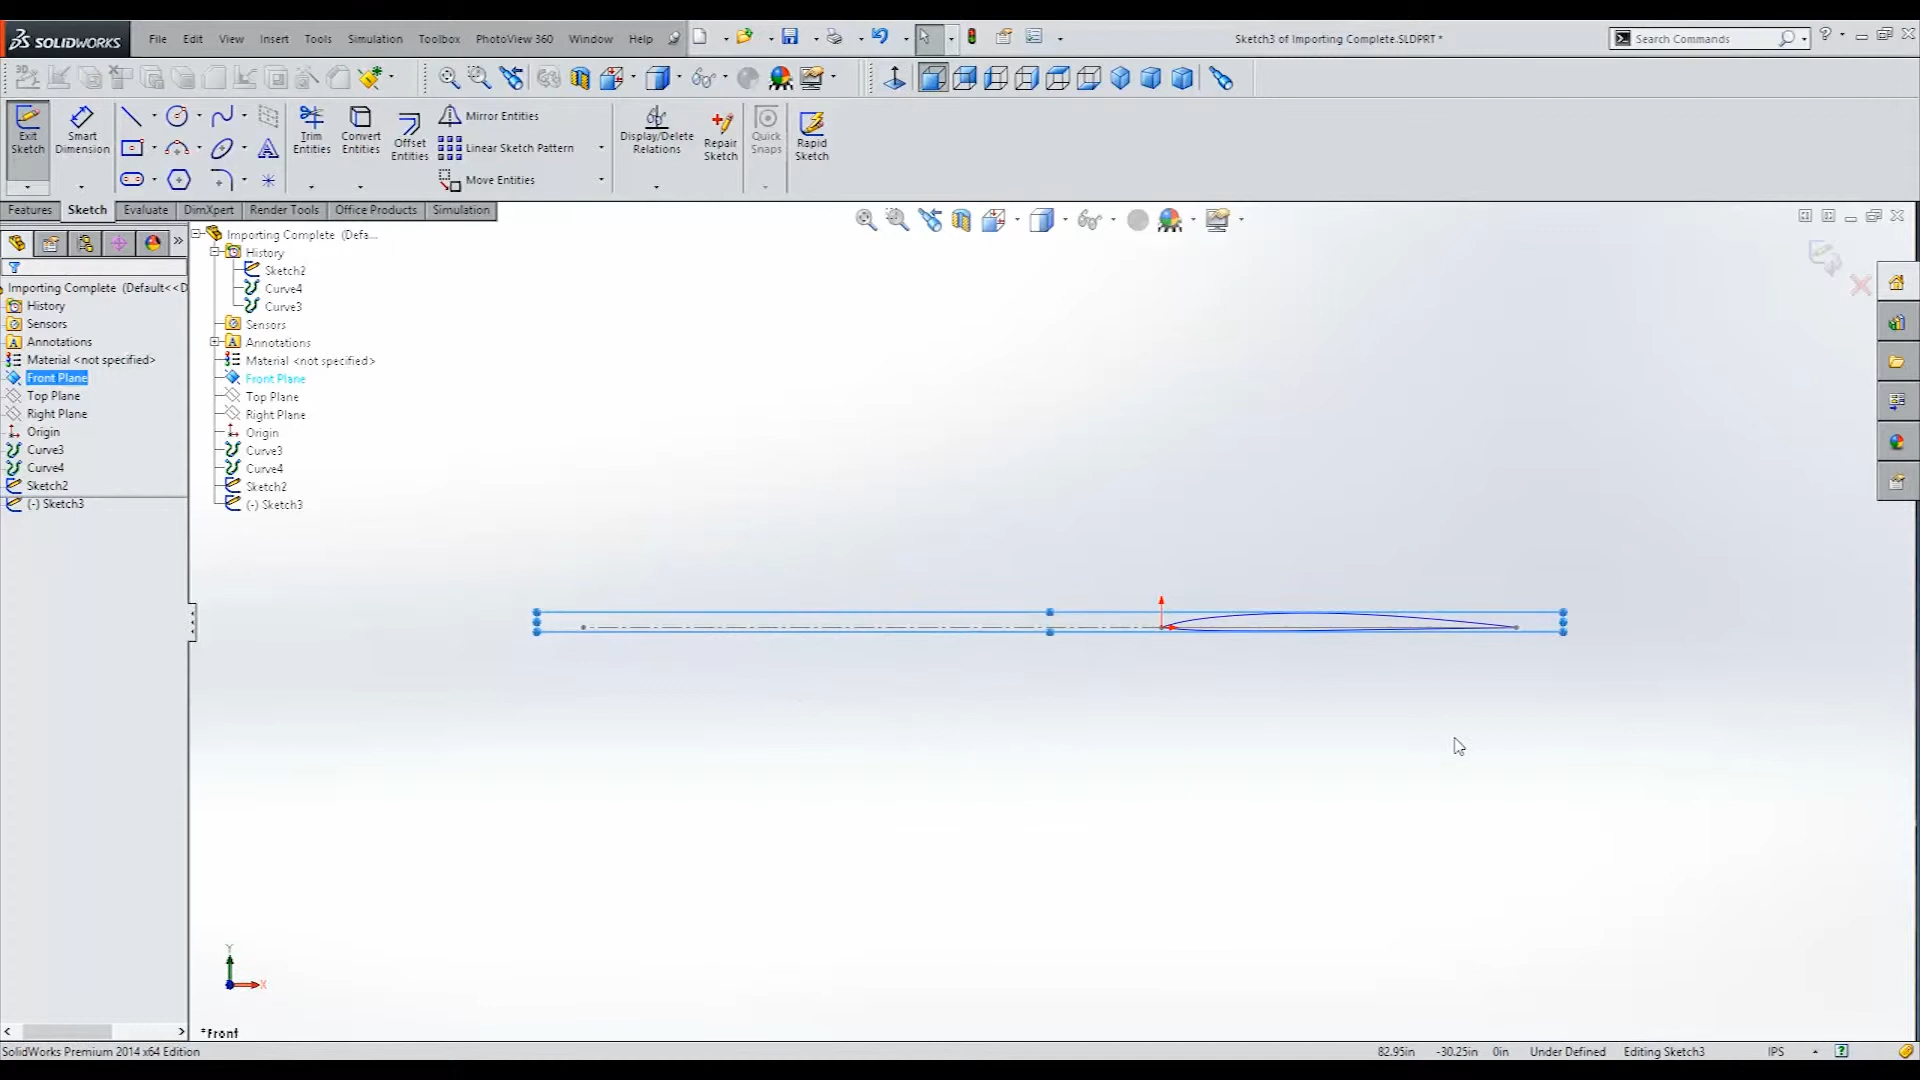 SOLIDWORKS File Edit View Insert Tools Simulation Toolbox PhotoView 360 Window Help Sketch3 of Importing Complete.SLDPRT * Search Commands ?
3D
Exit Sketch
Smart Dimension
Trim Entities
Convert Entities
Offset Entities
Mirror Entities
Linear Sketch Pattern
Move Entities
Display/Delete Relations
Repair Sketch
Quick Snaps
Rapid Sketch
Features Sketch Evaluate DimXpert Render Tools Office Products Simulation
Importing Complete (Default<<D
History
Sensors
Annotations
Material <not specified>
Front Plane
Top Plane
Right Plane
Origin
Curve3
Curve4
Sketch2
(-) Sketch3
Importing Complete (Defa...
History
Sketch2
Curve4
Curve3
Sensors
Annotations
Material <not specified>
Front Plane
Top Plane
Right Plane
Origin
Curve3
Curve4
Sketch2
(-) Sketch3
Y
X
*Front
SolidWorks Premium 2014 x64 Edition 82.95in -30.25in 0in Under Defined Editing Sketch3 IPS ?